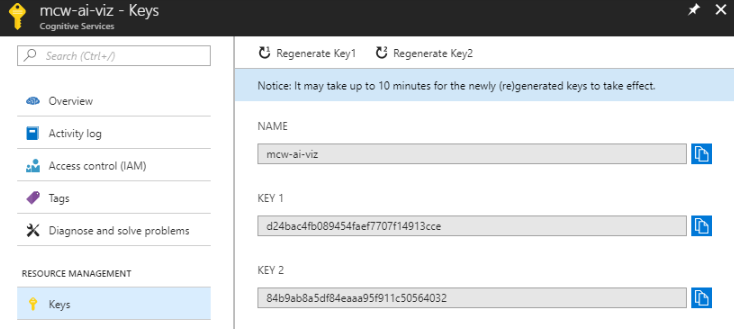 mcw-ai-viz - Keys
Cognitive Services
Search (Ctrl+/)
Overview
Activity log
Access control (IAM)
Tags
Diagnose and solve problems
RESOURCE MANAGEMENT
Keys
Regenerate Key1
Regenerate Key2
Notice: It may take up to 10 minutes for the newly (re)generated keys to take effect.
NAME
mcw-ai-viz
KEY 1
d24bac4fb089454faef7707f14913cce
KEY 2
84b9ab8a5df84eaaa95f911c50564032